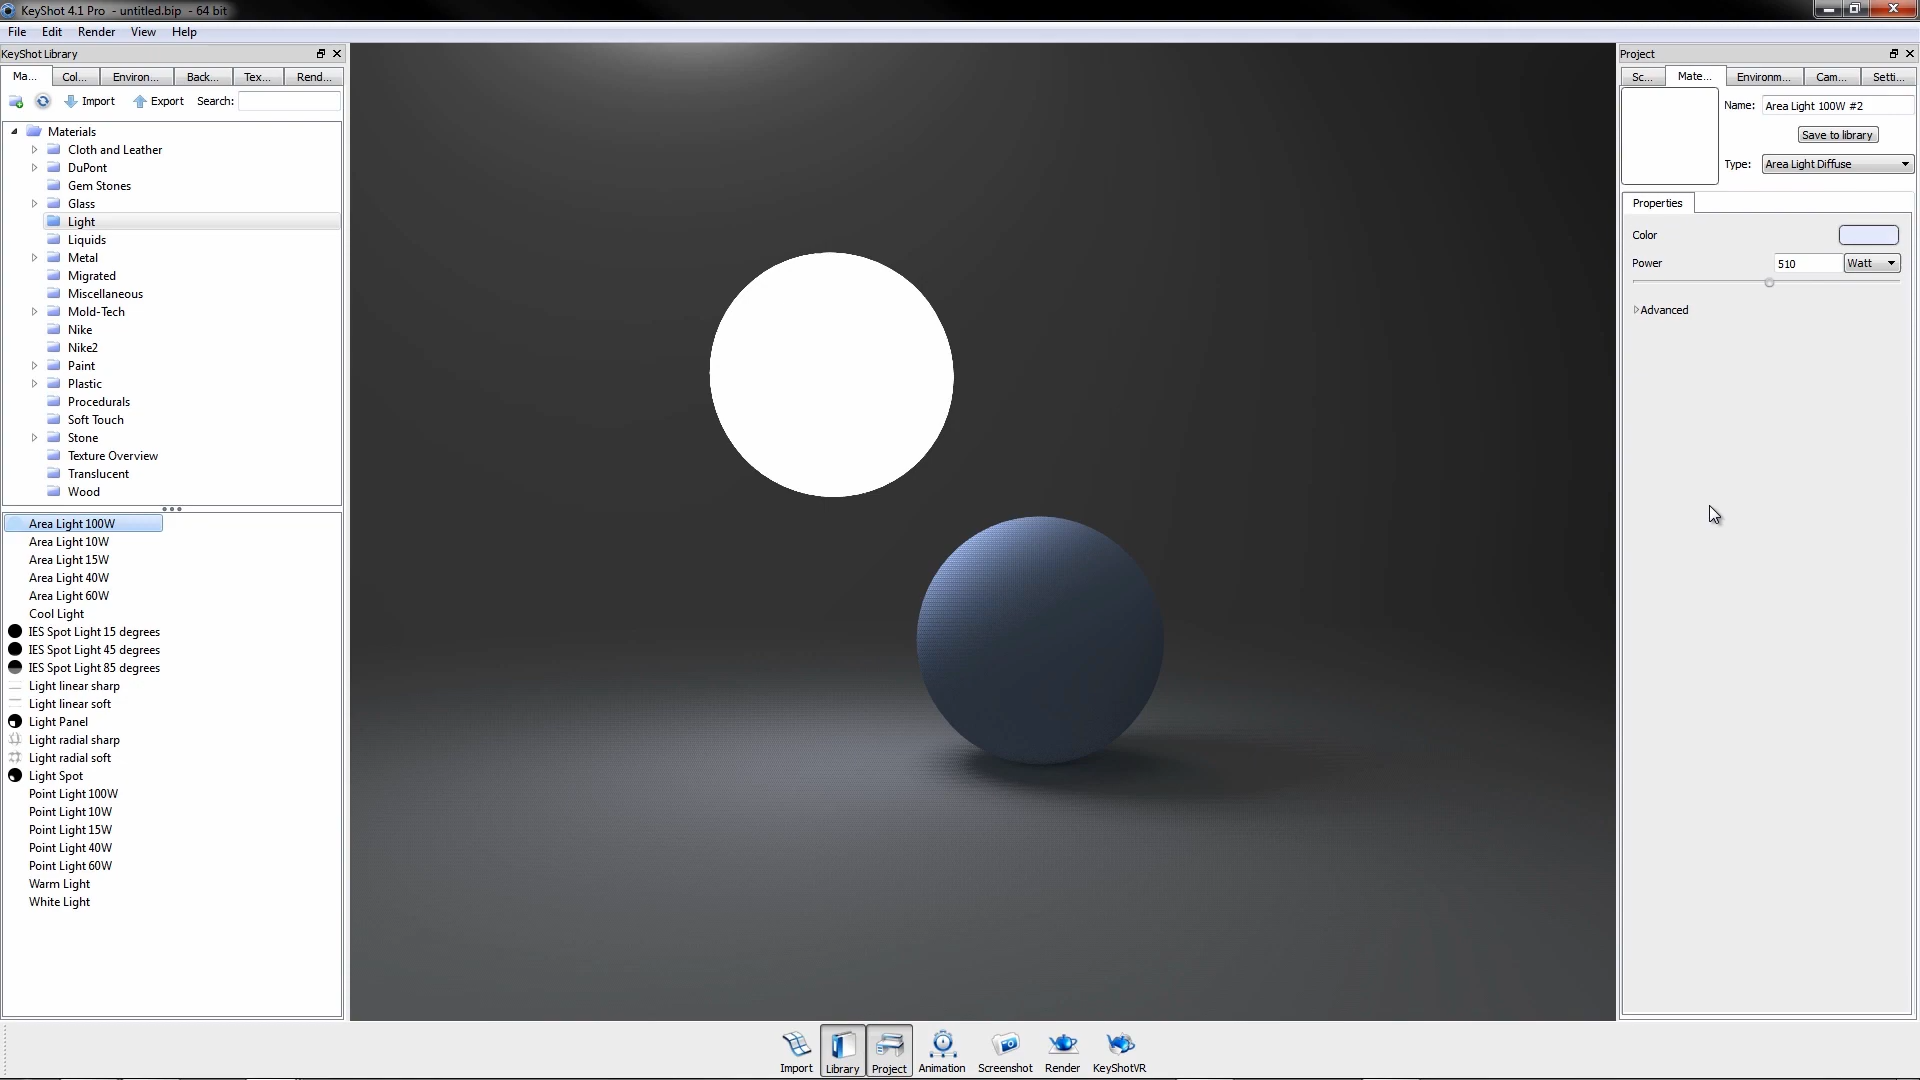 KeyShot 4.1 Pro - untitled.bip - 64 bit
File Edit Render View Help
KeyShot Library
Ma... Col... Environ... Back... Tex... Rend...
Import Export Search:
Materials
Cloth and Leather
DuPont
Gem Stones
Glass
Light
Liquids
Metal
Migrated
Miscellaneous
Mold-Tech
Nike
Nike2
Paint
Plastic
Procedurals
Soft Touch
Stone
Texture Overview
Translucent
Wood
Area Light 100W
Area Light 10W
Area Light 15W
Area Light 40W
Area Light 60W
Cool Light
IES Spot Light 15 degrees
IES Spot Light 45 degrees
IES Spot Light 85 degrees
Light linear sharp
Light linear soft
Light Panel
Light radial sharp
Light radial soft
Light Spot
Point Light 100W
Point Light 10W
Point Light 15W
Point Light 40W
Point Light 60W
Warm Light
White Light
Project
Sc... Mate... Environm... Cam... Setti...
Name: Area Light 100W #2
Save to library
Type: Area Light Diffuse
Properties
Color
Power 510 Watt
Advanced
Import Library Project Animation Screenshot Render KeyShotVR